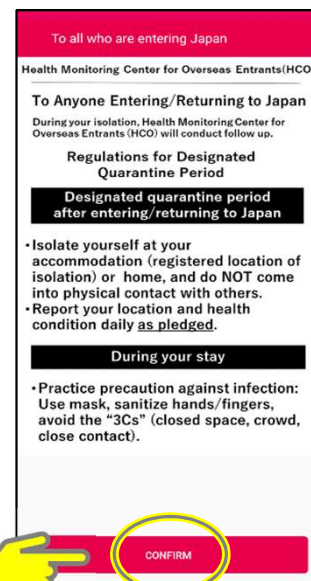 To all who are entering Japan
Health Monitoring Center for Overseas Entrants(HCO
To Anyone Entering/Returning to Japan
During your isolation, Health Monitoring Center for
Overseas Entrants (HCO) will conduct follow up.
Regulations for Designated
Quarantine Period
Designated quarantine period
after entering/returning to Japan
・Isolate yourself at your
accommodation (registered location of
isolation) or home, and do NOT come
into physical contact with others.
・Report your location and health
condition daily as pledged.
During your stay
・Practice precaution against infection:
Use mask, sanitize hands/fingers,
avoid the “3Cs” (closed space, crowd,
close contact).
CONFIRM